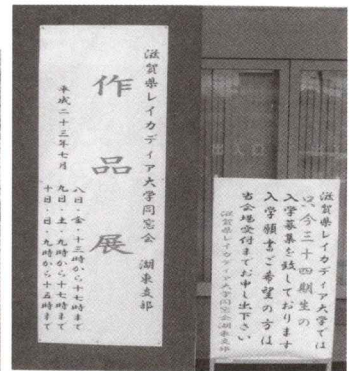 滋賀県レイカディア大学同窓会　湖東支部
作品展
平成二十三年七月
八日・金・十三時から十七時まで
九日・土・九時から十七時まで
十日・日・九時から十五時まで
滋賀県レイカディア大学では
只今三十四期生の
入学募集を致しております
入学願書ご希望の方は
当会場受付までお申し出下さい
滋賀県レイカディア大学同窓会湖東支部